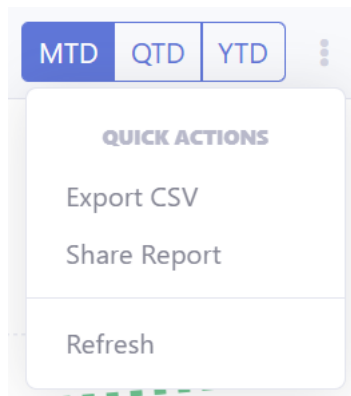 MTD QTD YTD
QUICK ACTIONS
Export CSV
Share Report
Refresh